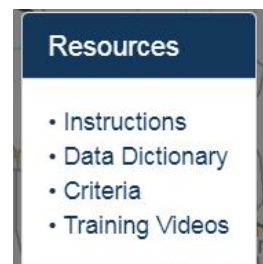 Resources
• Instructions
• Data Dictionary
• Criteria
• Training Videos